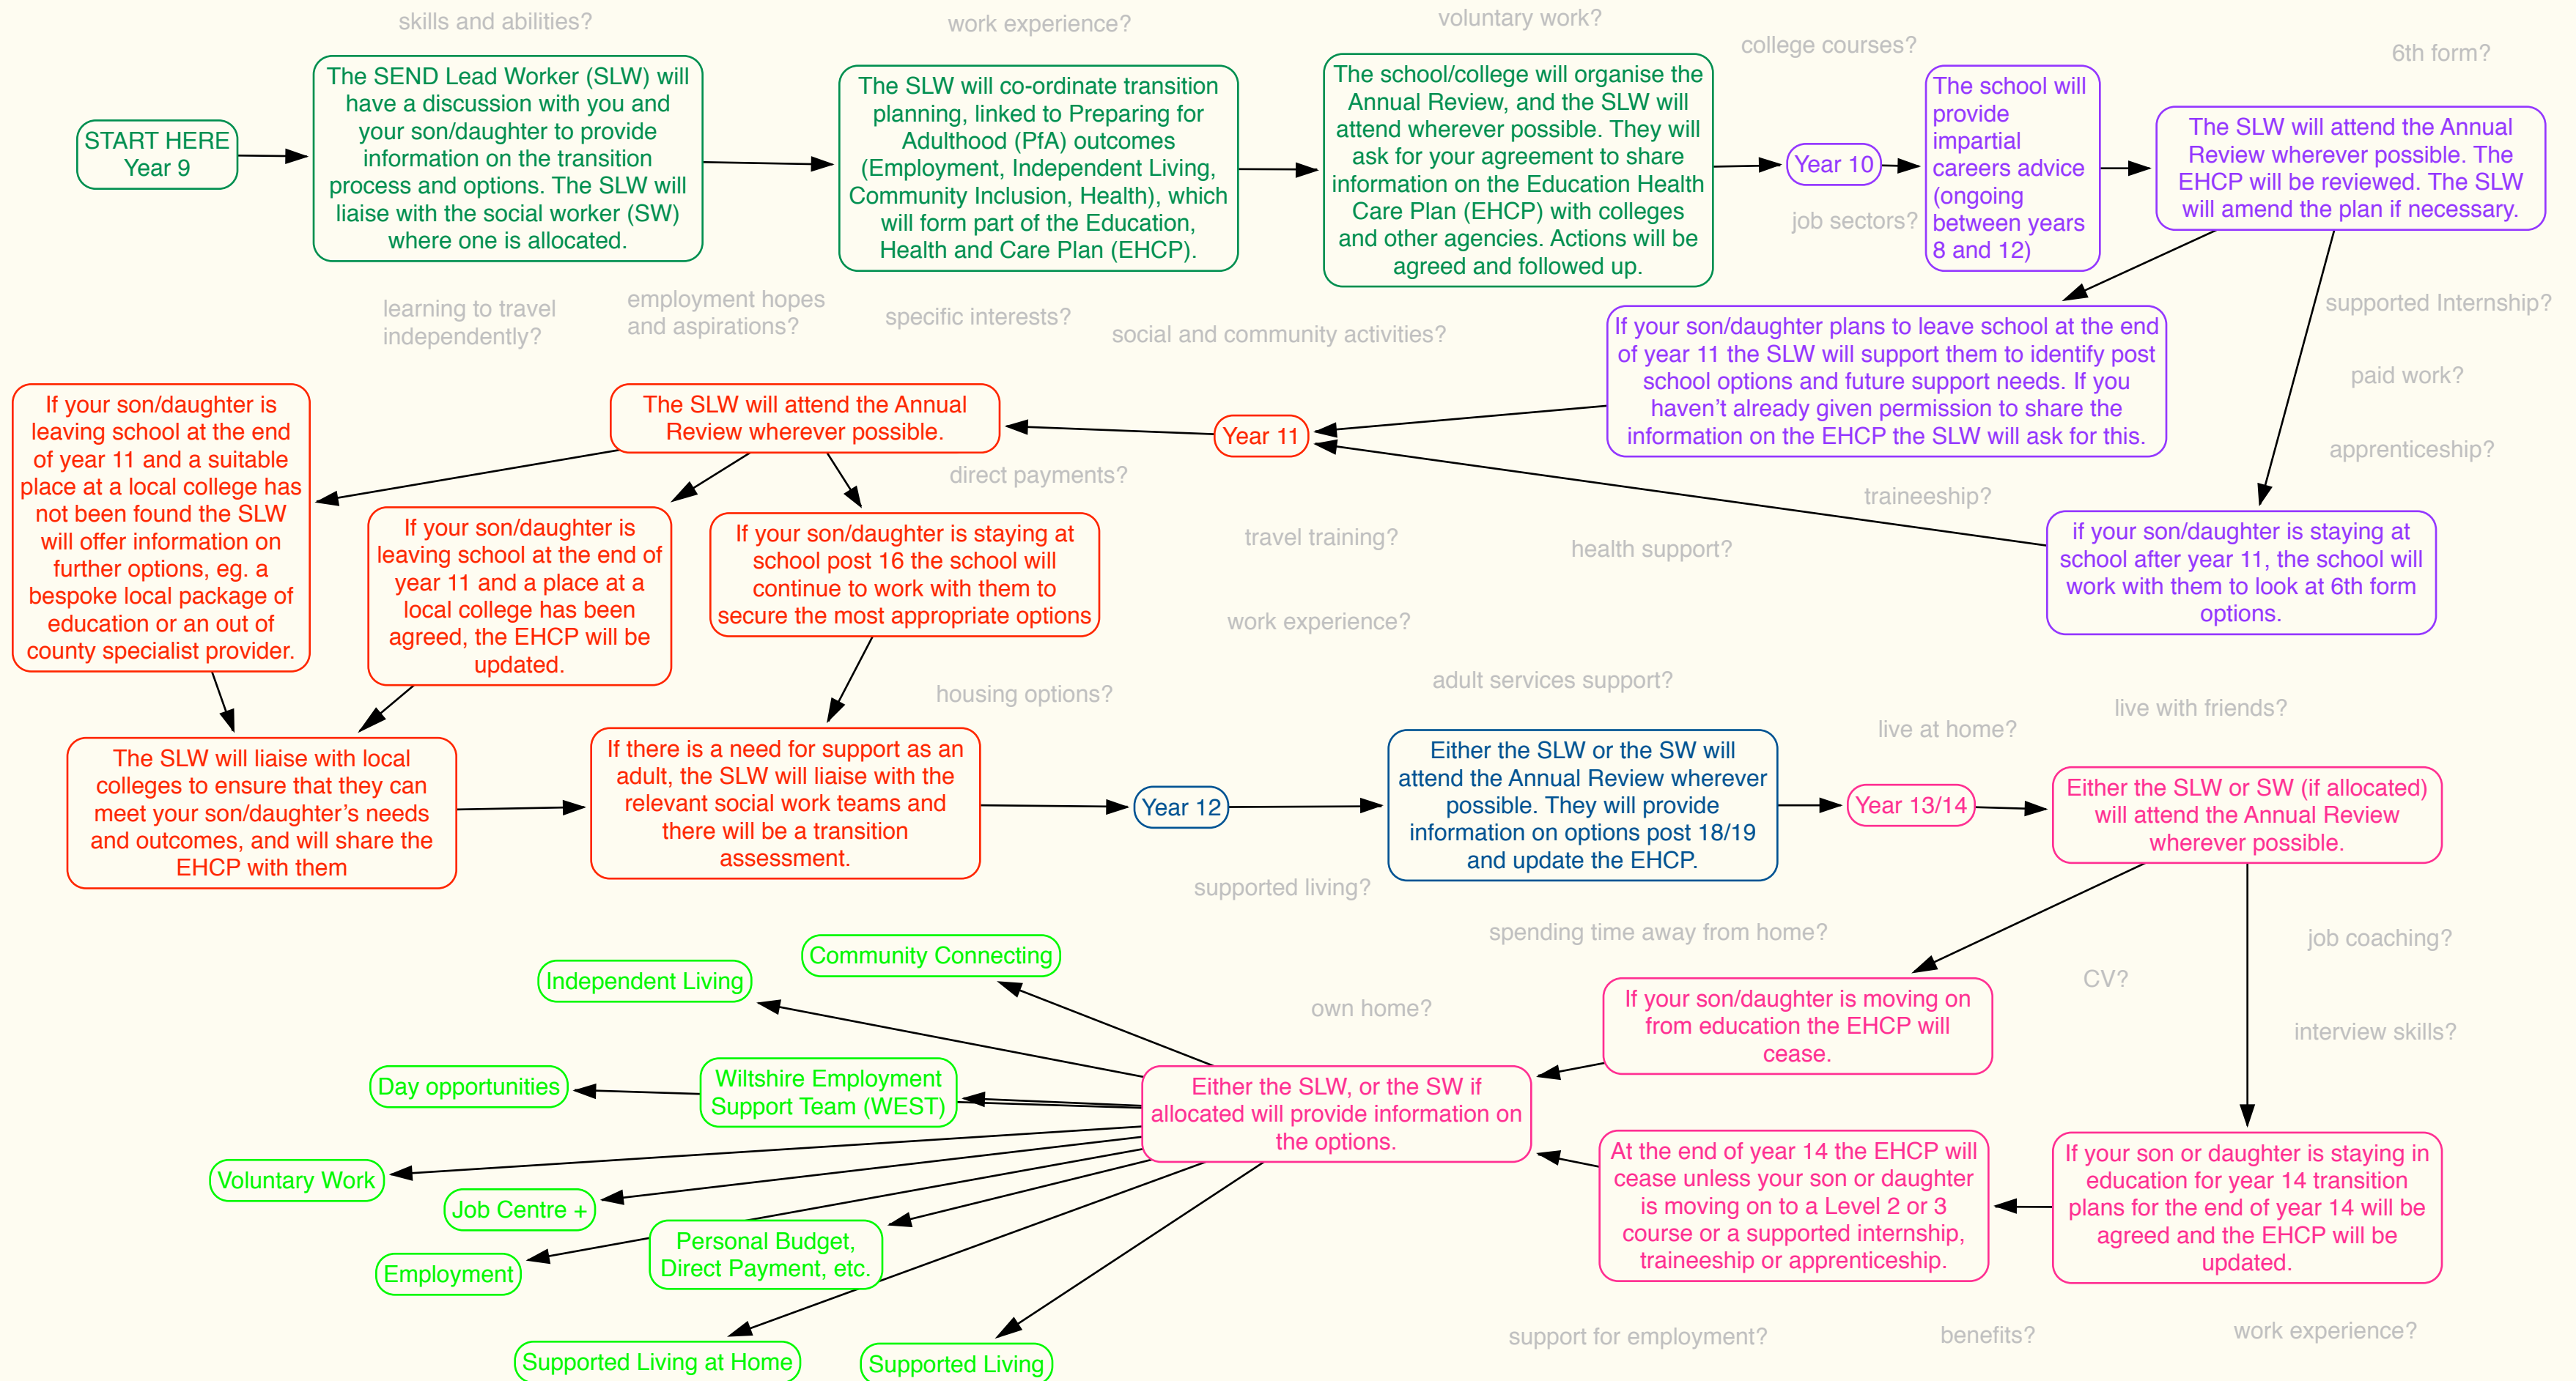 skills and abilities?
work experience?
voluntary work?
college courses?
6th form?
START HERE
Year 9
The SEND Lead Worker (SLW) will
have a discussion with you and
your son/daughter to provide
information on the transition
process and options. The SLW will
liaise with the social worker (SW)
where one is allocated.
The SLW will co-ordinate transition
planning, linked to Preparing for
Adulthood (PfA) outcomes
(Employment, Independent Living,
Community Inclusion, Health), which
will form part of the Education,
Health and Care Plan (EHCP).
The school/college will organise the
Annual Review, and the SLW will
attend wherever possible. They will
ask for your agreement to share
information on the Education Health
Care Plan (EHCP) with colleges
and other agencies. Actions will be
agreed and followed up.
Year 10
job sectors?
The school will
provide
impartial
careers advice
(ongoing
between years
8 and 12)
The SLW will attend the Annual
Review wherever possible. The
EHCP will be reviewed. The SLW
will amend the plan if necessary.
learning to travel
independently?
employment hopes
and aspirations?
specific interests?
social and community activities?
supported Internship?
If your son/daughter plans to leave school at the end
of year 11 the SLW will support them to identify post
school options and future support needs. If you
haven't already given permission to share the
information on the EHCP the SLW will ask for this.
paid work?
apprenticeship?
traineeship?
if your son/daughter is staying at
school after year 11, the school will
work with them to look at 6th form
options.
Year 11
The SLW will attend the Annual
Review wherever possible.
direct payments?
travel training?
health support?
work experience?
If your son/daughter is
leaving school at the end
of year 11 and a suitable
place at a local college has
not been found the SLW
will offer information on
further options, eg. a
bespoke local package of
education or an out of
county specialist provider.
If your son/daughter is
leaving school at the end of
year 11 and a place at a
local college has been
agreed, the EHCP will be
updated.
If your son/daughter is staying at
school post 16 the school will
continue to work with them to
secure the most appropriate options
housing options?
adult services support?
live at home?
live with friends?
The SLW will liaise with local
colleges to ensure that they can
meet your son/daughter's needs
and outcomes, and will share the
EHCP with them
If there is a need for support as an
adult, the SLW will liaise with the
relevant social work teams and
there will be a transition
assessment.
Year 12
Either the SLW or the SW will
attend the Annual Review wherever
possible. They will provide
information on options post 18/19
and update the EHCP.
Year 13/14
Either the SLW or SW (if allocated)
will attend the Annual Review
wherever possible.
supported living?
spending time away from home?
job coaching?
CV?
own home?
interview skills?
If your son/daughter is moving on
from education the EHCP will
cease.
If your son or daughter is staying in
education for year 14 transition
plans for the end of year 14 will be
agreed and the EHCP will be
updated.
At the end of year 14 the EHCP will
cease unless your son or daughter
is moving on to a Level 2 or 3
course or a supported internship,
traineeship or apprenticeship.
Either the SLW, or the SW if
allocated will provide information on
the options.
Community Connecting
Independent Living
Day opportunities
Wiltshire Employment
Support Team (WEST)
Voluntary Work
Job Centre +
Employment
Personal Budget,
Direct Payment, etc.
Supported Living at Home
Supported Living
support for employment?
benefits?
work experience?